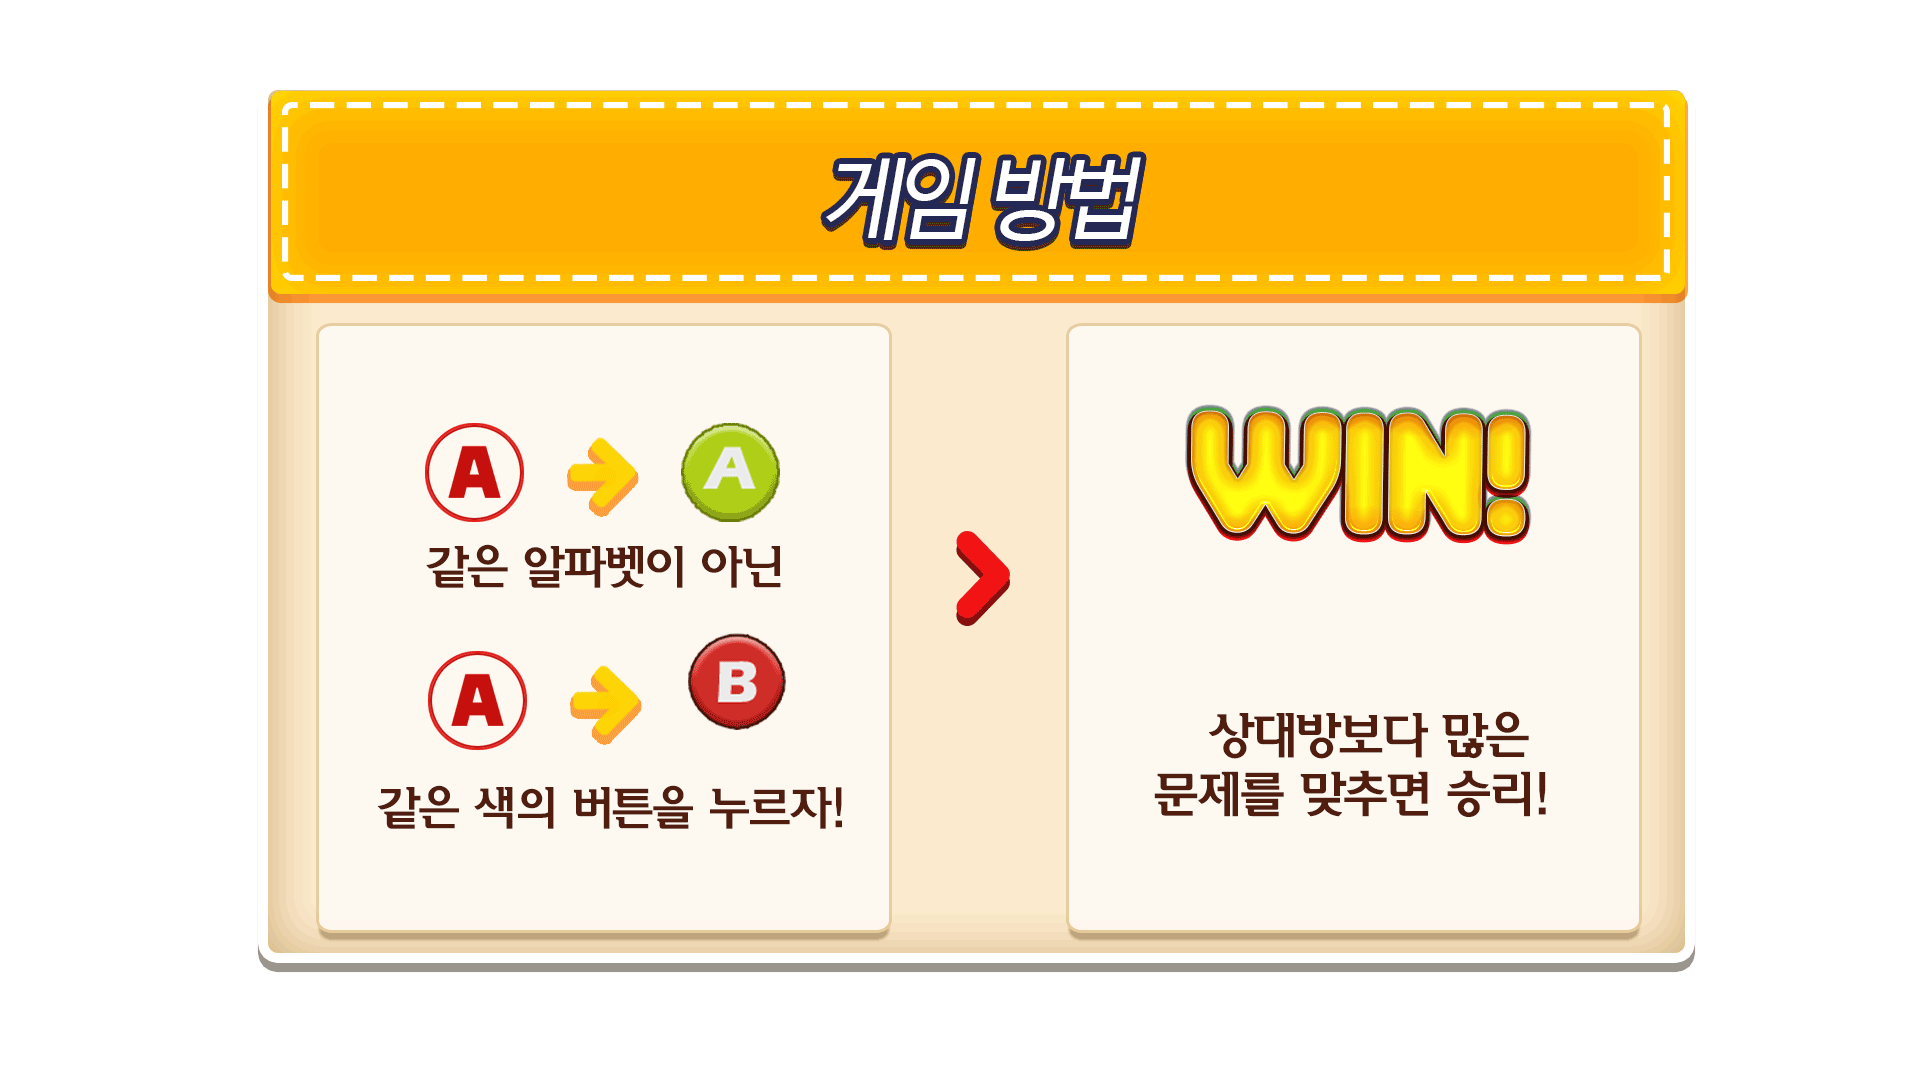 게임 방법
A A
같은 알파벳이 아닌
A B
같은 색의 버튼을 누르자!
WIN!
상대방보다 많은
문제를 맞추면 승리!